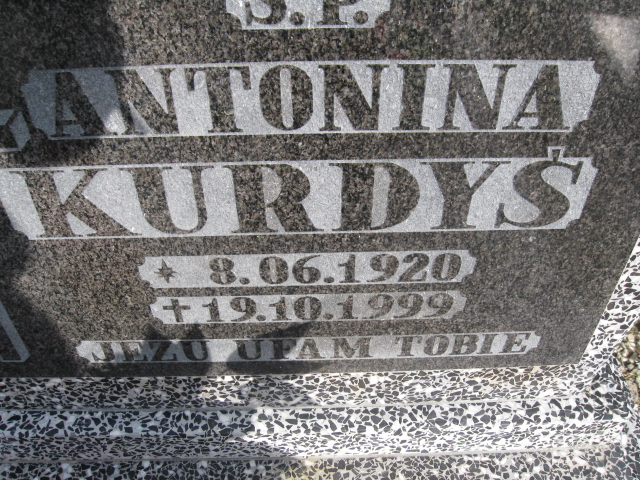 Ś.P.
ANTONINA
KURDYŚ
* 8.06.1920
✝ 19.10.1999
JEZU UFAM TOBIE